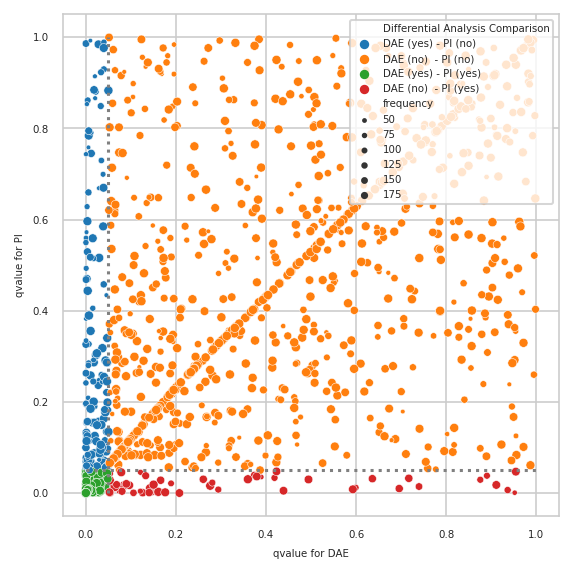 Differential Analysis Comparison
DAE (yes) - PI (no)
DAE (no) - PI (no)
DAE (yes) - PI (yes)
DAE (no) - PI (yes)
frequency
50
75
100
125
150
175
qvalue for PI
1.0
0.8
0.6
0.4
0.2
0.0
0.0 0.2 0.4 0.6 0.8 1.0
qvalue for DAE